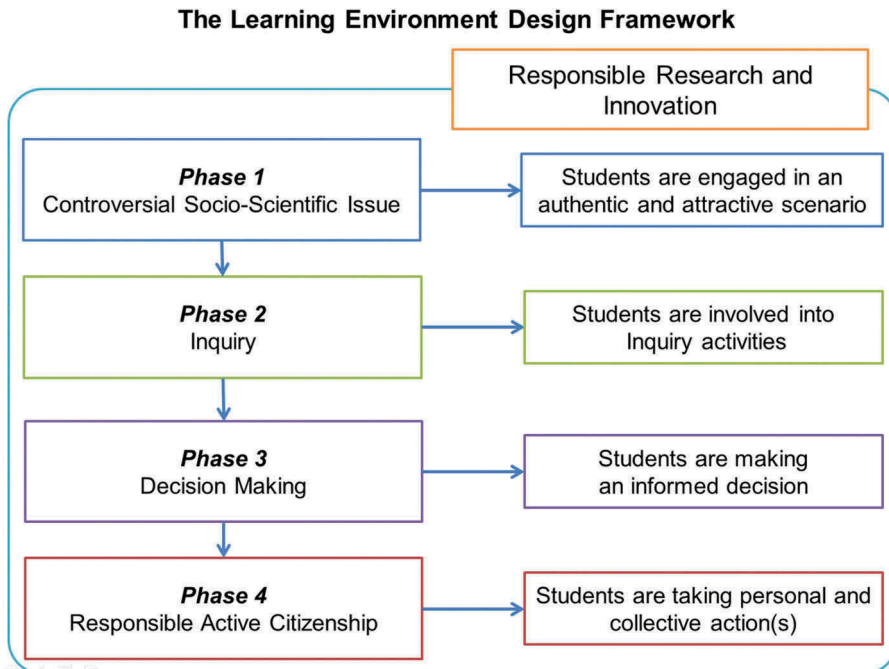 The Learning Environment Design Framework
Responsible Research and
Innovation
Phase 1
Controversial Socio-Scientific Issue
Students are engaged in an
authentic and attractive scenario
Phase 2
Inquiry
Students are involved into
Inquiry activities
Phase 3
Decision Making
Students are making
an informed decision
Phase 4
Responsible Active Citizenship
Students are taking personal and
collective action(s)